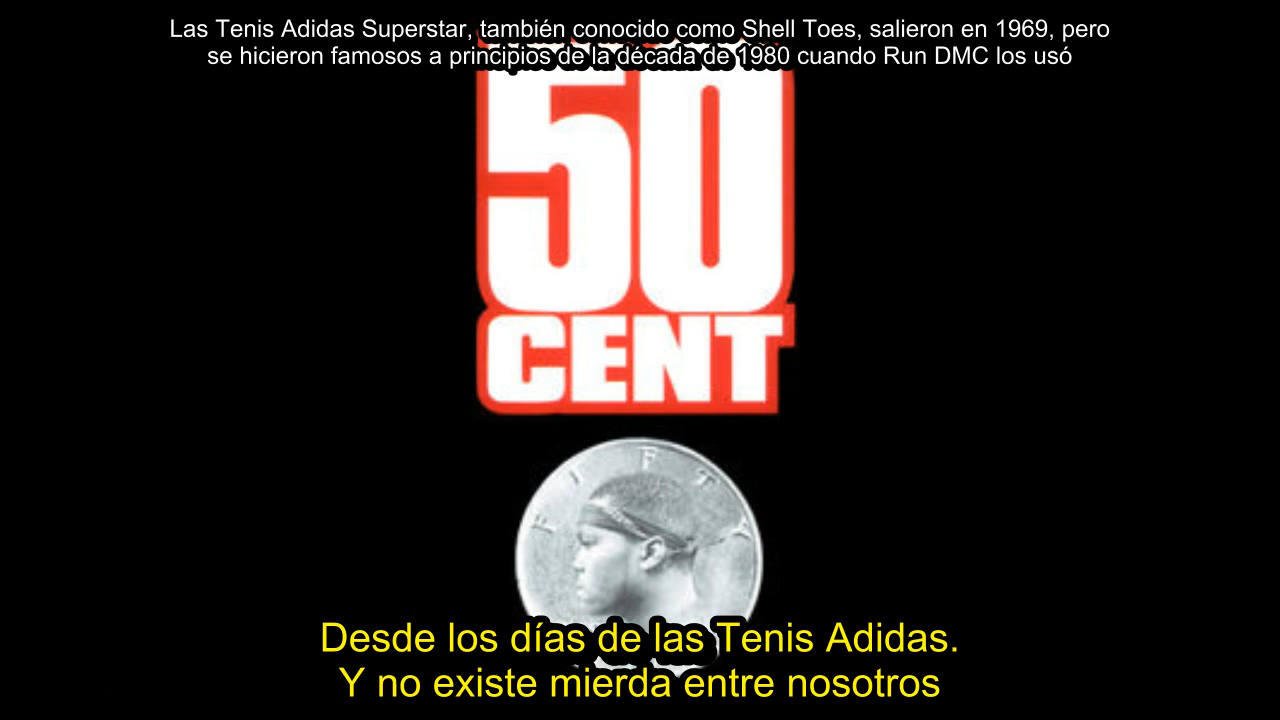 Las Tenis Adidas Superstar, también conocido como Shell Toes, salieron en 1969, pero
se hicieron famosos a principios de la década de 1980 cuando Run DMC los usó
50
CENT
FIFTY
Desde los días de las Tenis Adidas.
Y no existe mierda entre nosotros